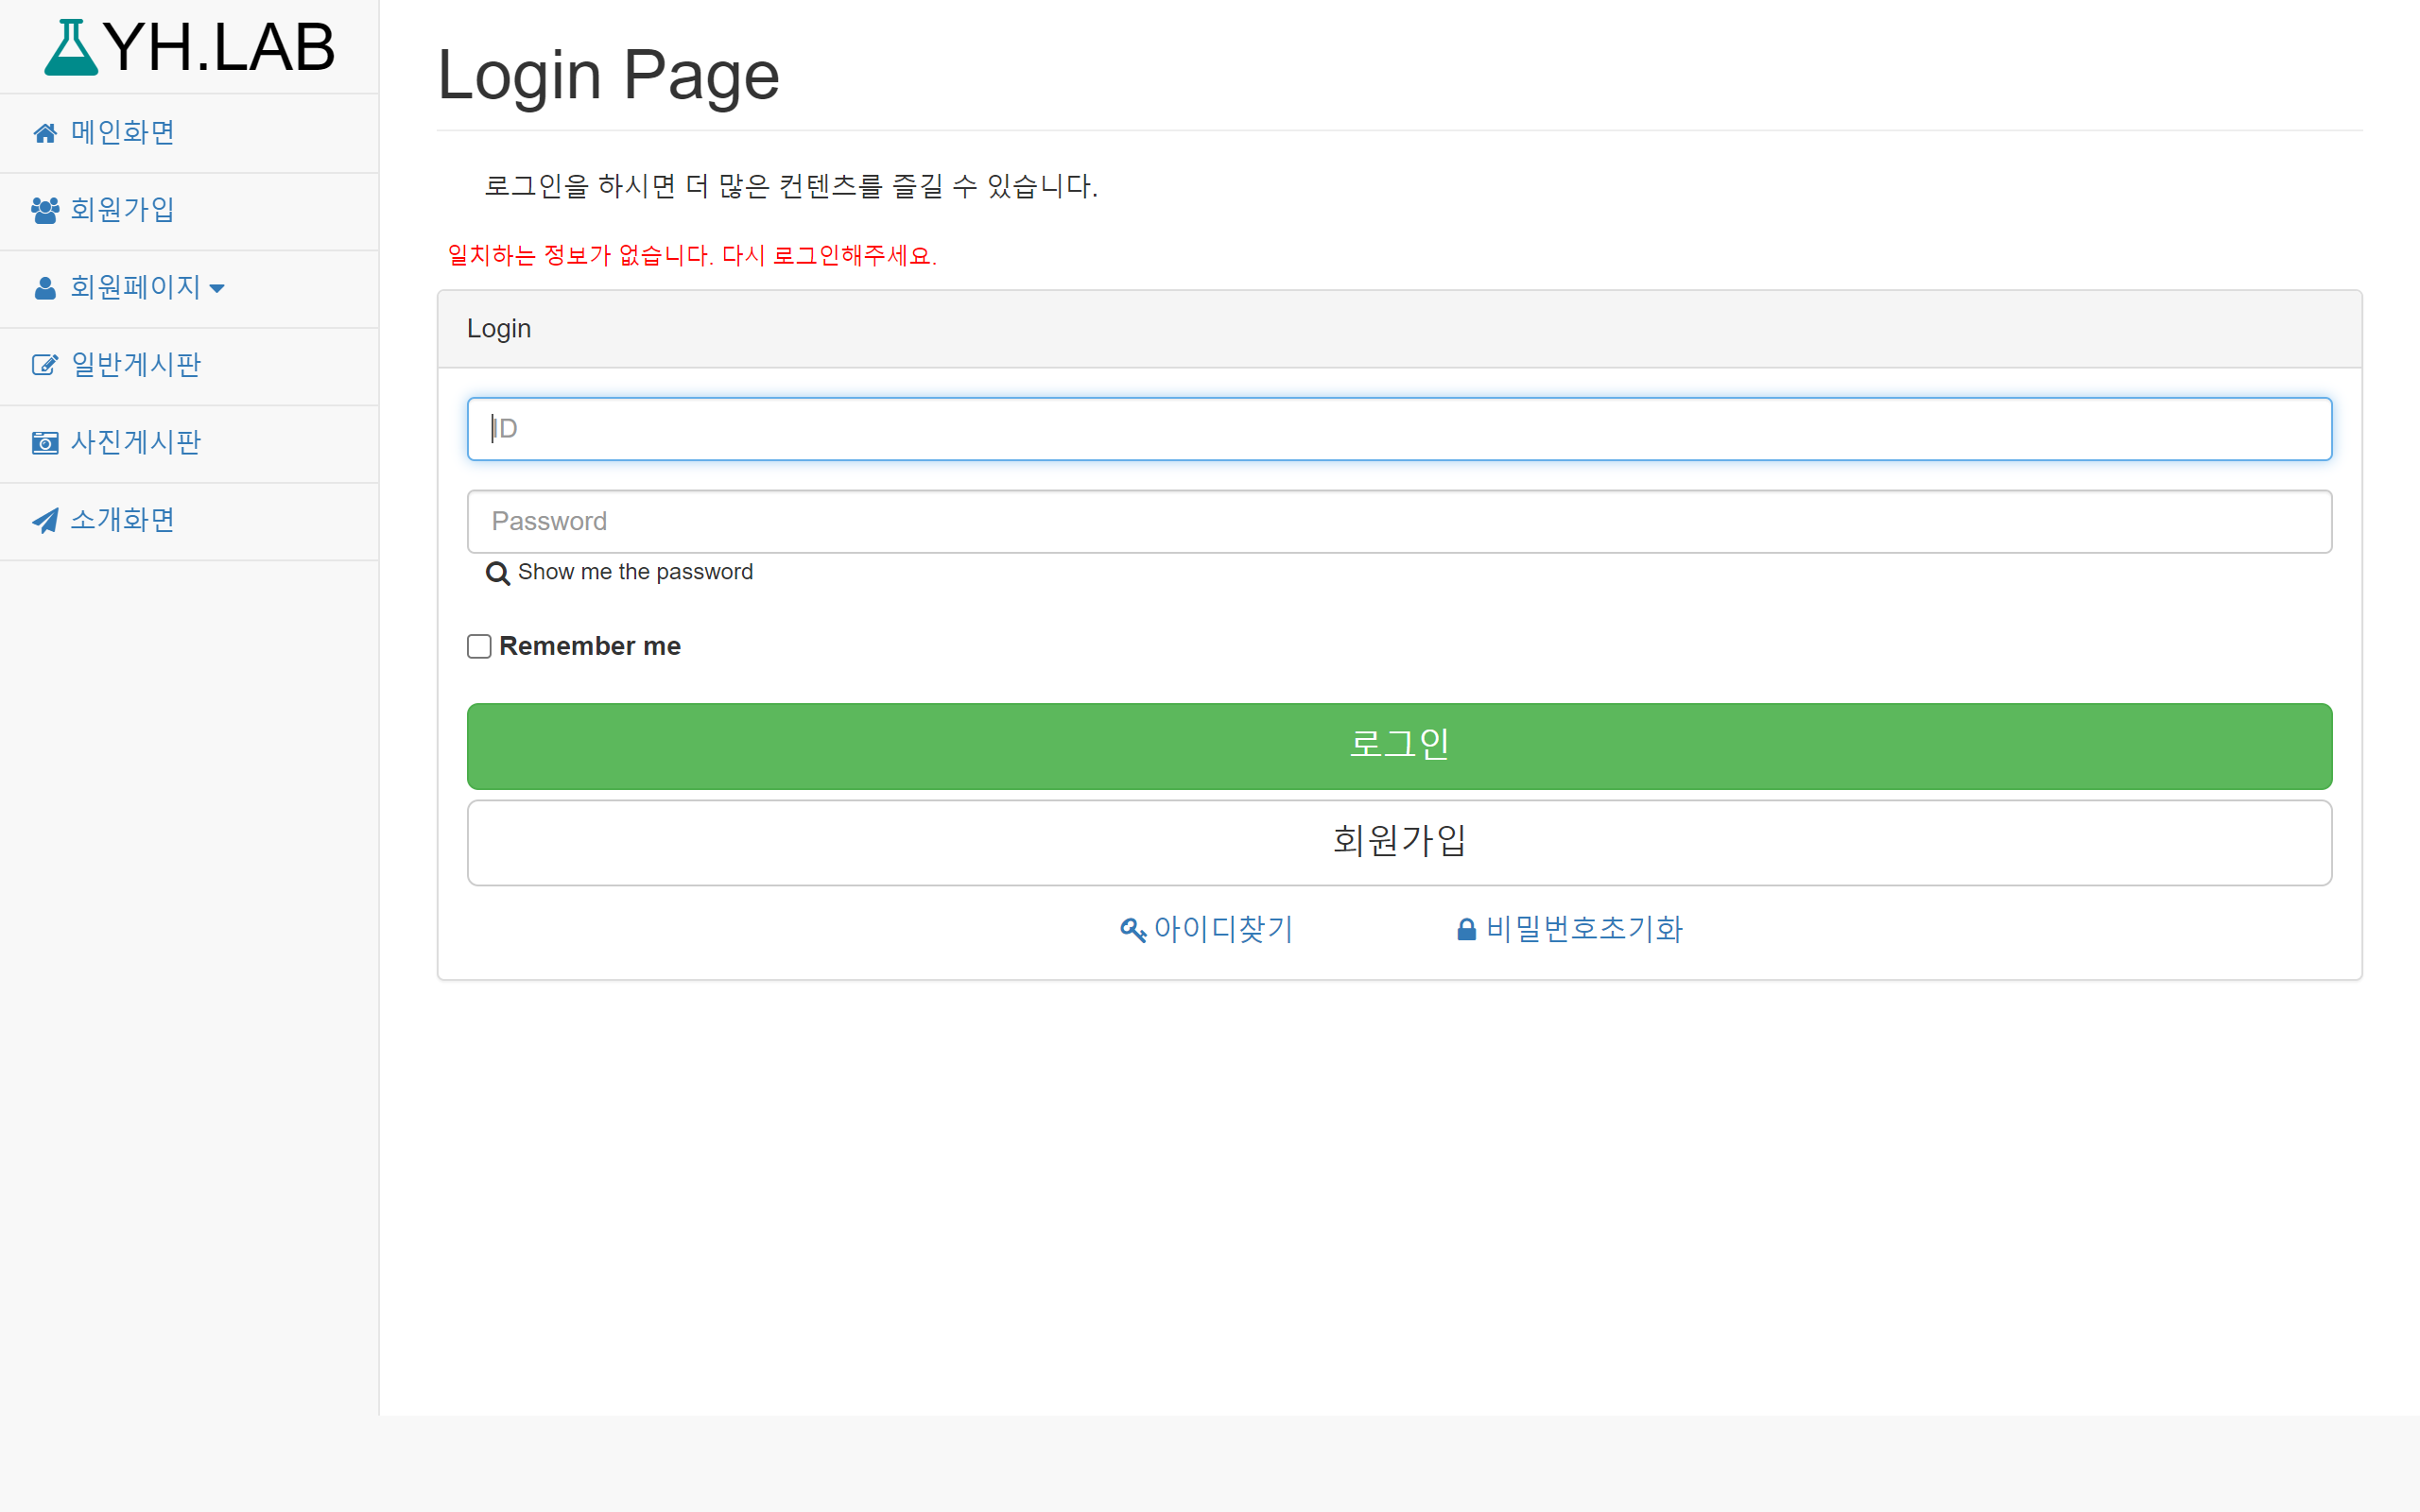 YH.LAB
메인화면
회원가입
회원페이지
일반게시판
사진게시판
소개화면
Login Page
로그인을 하시면 더 많은 컨텐츠를 즐길 수 있습니다.
일치하는 정보가 없습니다. 다시 로그인해주세요.
Login
ID
Password
Show me the password
Remember me
로그인
회원가입
아이디찾기 비밀번호초기화